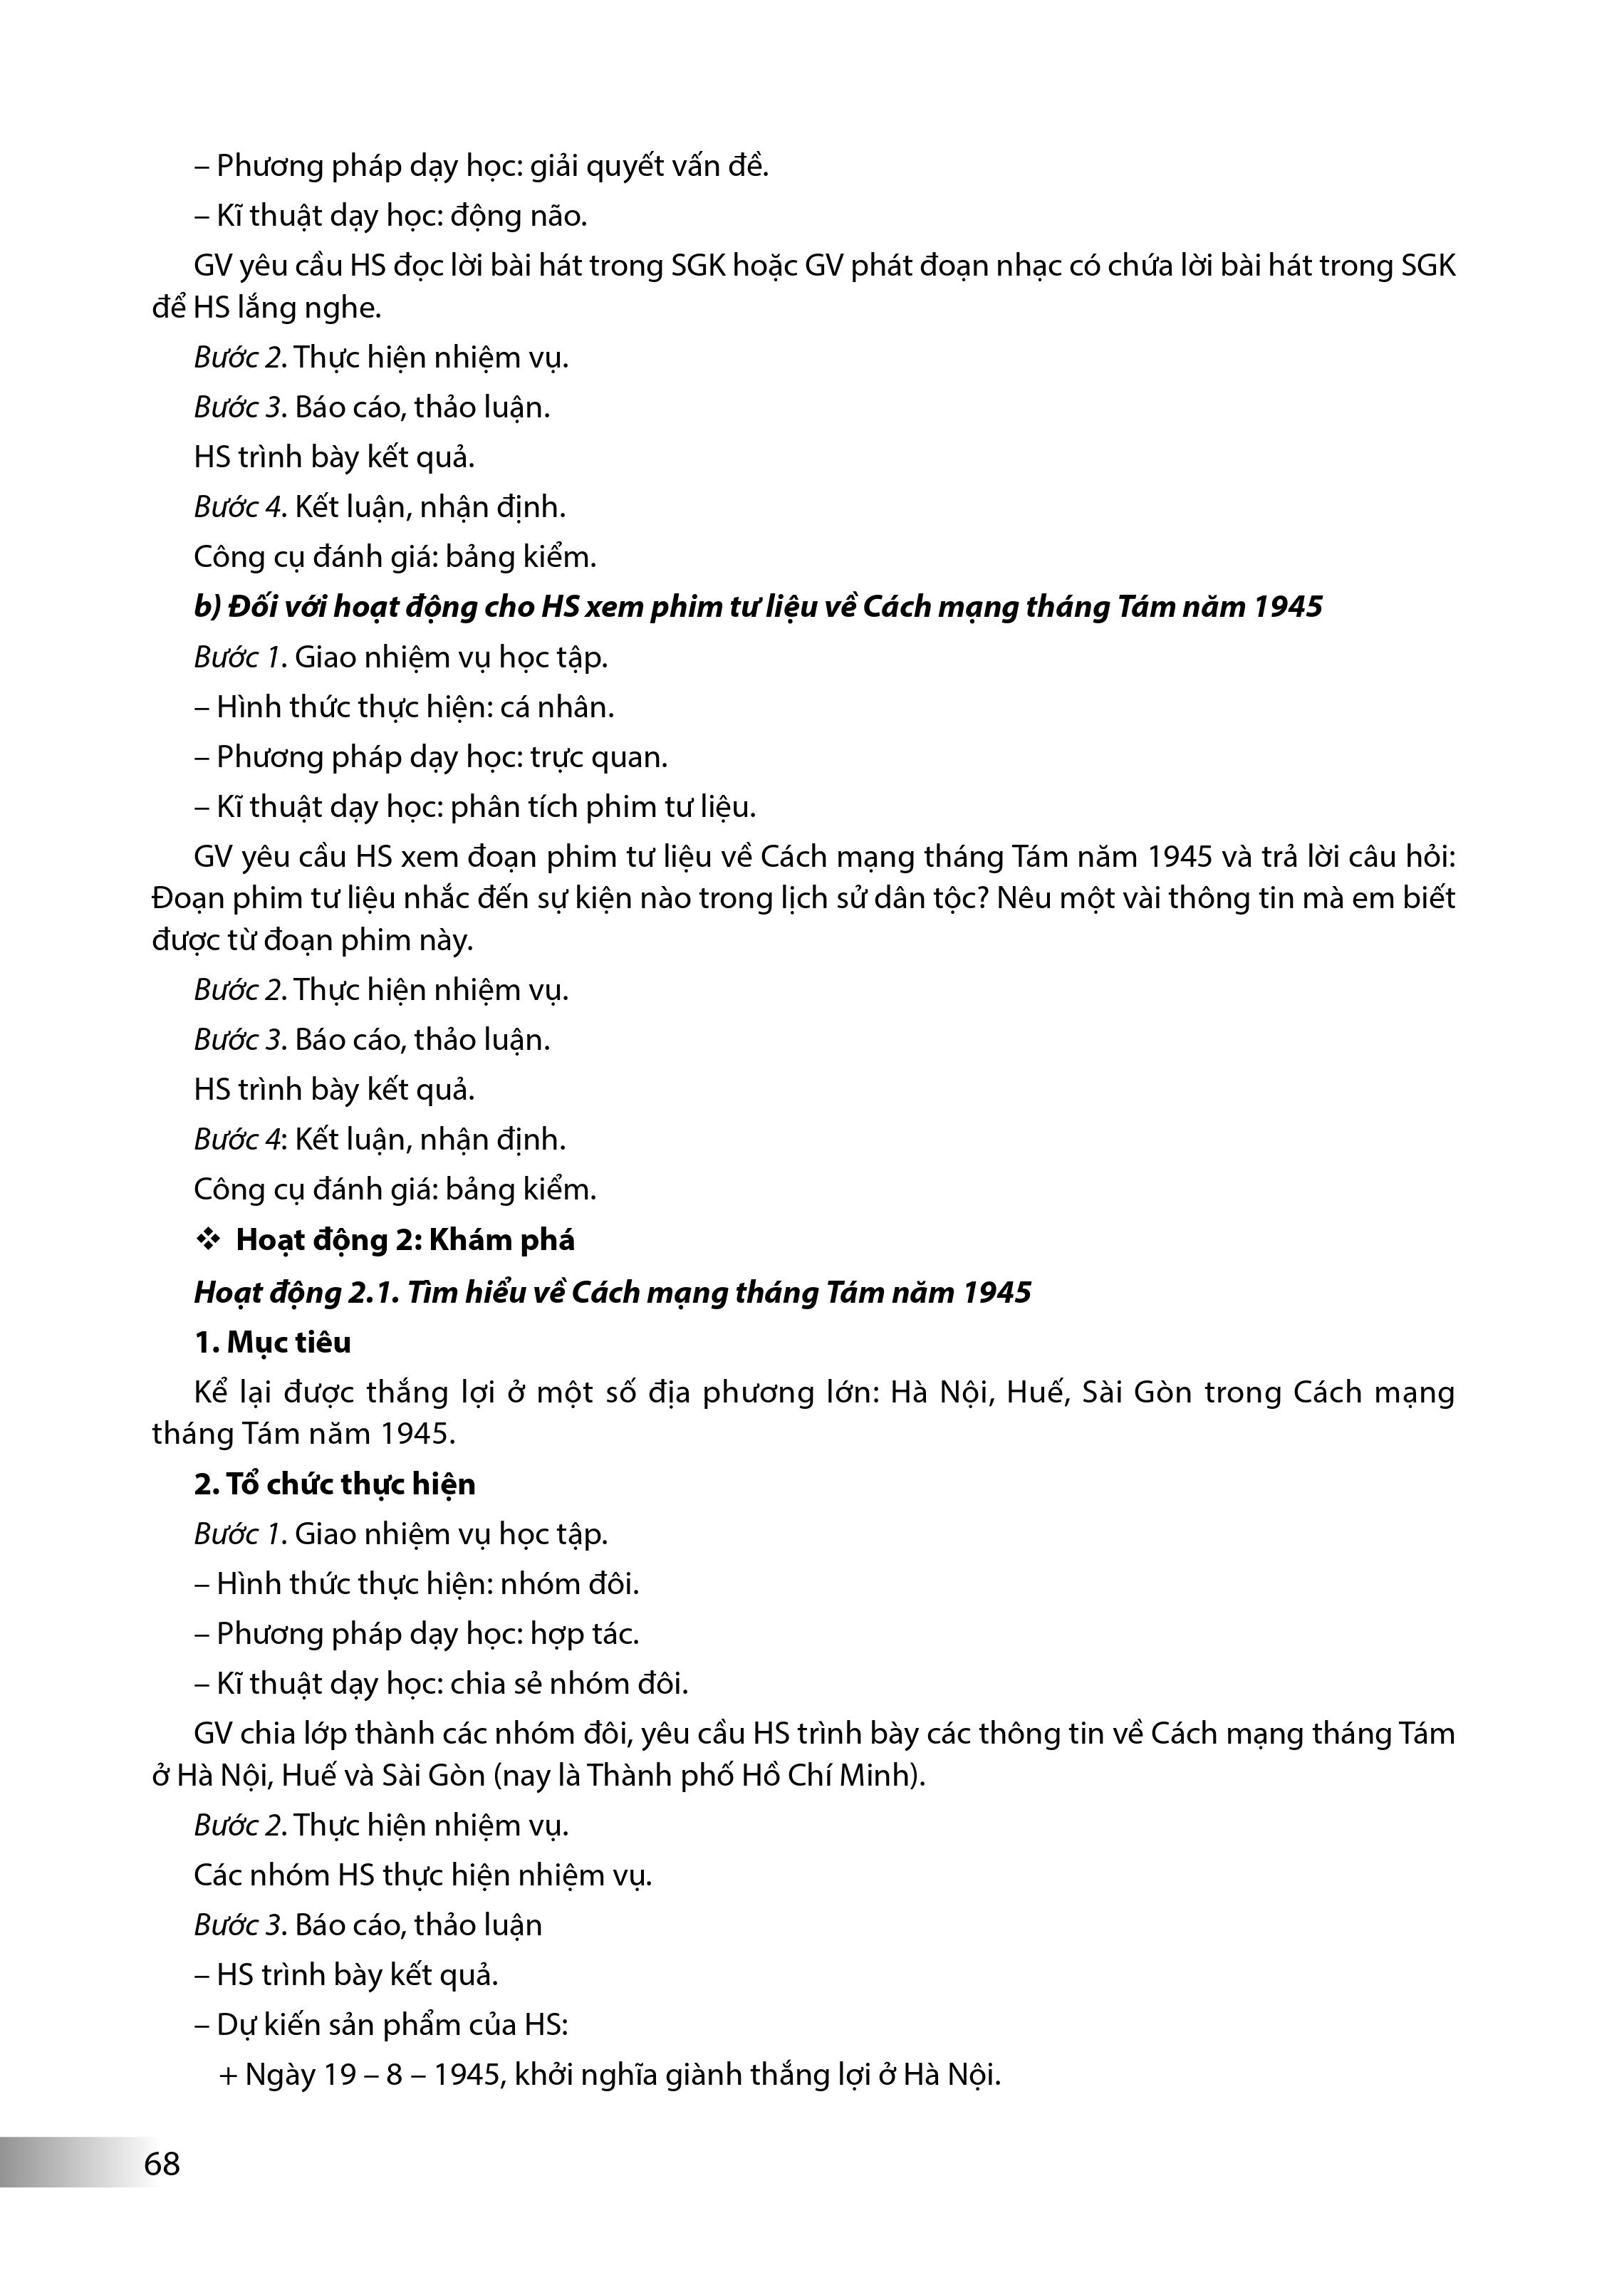 – Phương pháp dạy học: giải quyết vấn đề.
– Kĩ thuật dạy học: động não.
GV yêu cầu HS đọc lời bài hát trong SGK hoặc GV phát đoạn nhạc có chứa lời bài hát trong SGK
để HS lắng nghe.
Bước 2. Thực hiện nhiệm vụ.
Bước 3. Báo cáo, thảo luận.
HS trình bày kết quả.
Bước 4. Kết luận, nhận định.
Công cụ đánh giá: bảng kiểm.
b) Đối với hoạt động cho HS xem phim tư liệu về Cách mạng tháng Tám năm 1945
Bước 1. Giao nhiệm vụ học tập.
– Hình thức thực hiện: cá nhân.
– Phương pháp dạy học: trực quan.
– Kĩ thuật dạy học: phân tích phim tư liệu.
GV yêu cầu HS xem đoạn phim tư liệu về Cách mạng tháng Tám năm 1945 và trả lời câu hỏi:
Đoạn phim tư liệu nhắc đến sự kiện nào trong lịch sử dân tộc? Nêu một vài thông tin mà em biết
được từ đoạn phim này.
Bước 2. Thực hiện nhiệm vụ.
Bước 3. Báo cáo, thảo luận.
HS trình bày kết quả.
Bước 4: Kết luận, nhận định.
Công cụ đánh giá: bảng kiểm.
❖ Hoạt động 2: Khám phá
Hoạt động 2.1. Tìm hiểu về Cách mạng tháng Tám năm 1945
1. Mục tiêu
Kể lại được thắng lợi ở một số địa phương lớn: Hà Nội, Huế, Sài Gòn trong Cách mạng
tháng Tám năm 1945.
2. Tổ chức thực hiện
Bước 1. Giao nhiệm vụ học tập.
– Hình thức thực hiện: nhóm đôi.
– Phương pháp dạy học: hợp tác.
– Kĩ thuật dạy học: chia sẻ nhóm đôi.
GV chia lớp thành các nhóm đôi, yêu cầu HS trình bày các thông tin về Cách mạng tháng Tám
ở Hà Nội, Huế và Sài Gòn (nay là Thành phố Hồ Chí Minh).
Bước 2. Thực hiện nhiệm vụ.
Các nhóm HS thực hiện nhiệm vụ.
Bước 3. Báo cáo, thảo luận
– HS trình bày kết quả.
– Dự kiến sản phẩm của HS:
+ Ngày 19 – 8 – 1945, khởi nghĩa giành thắng lợi ở Hà Nội.
68